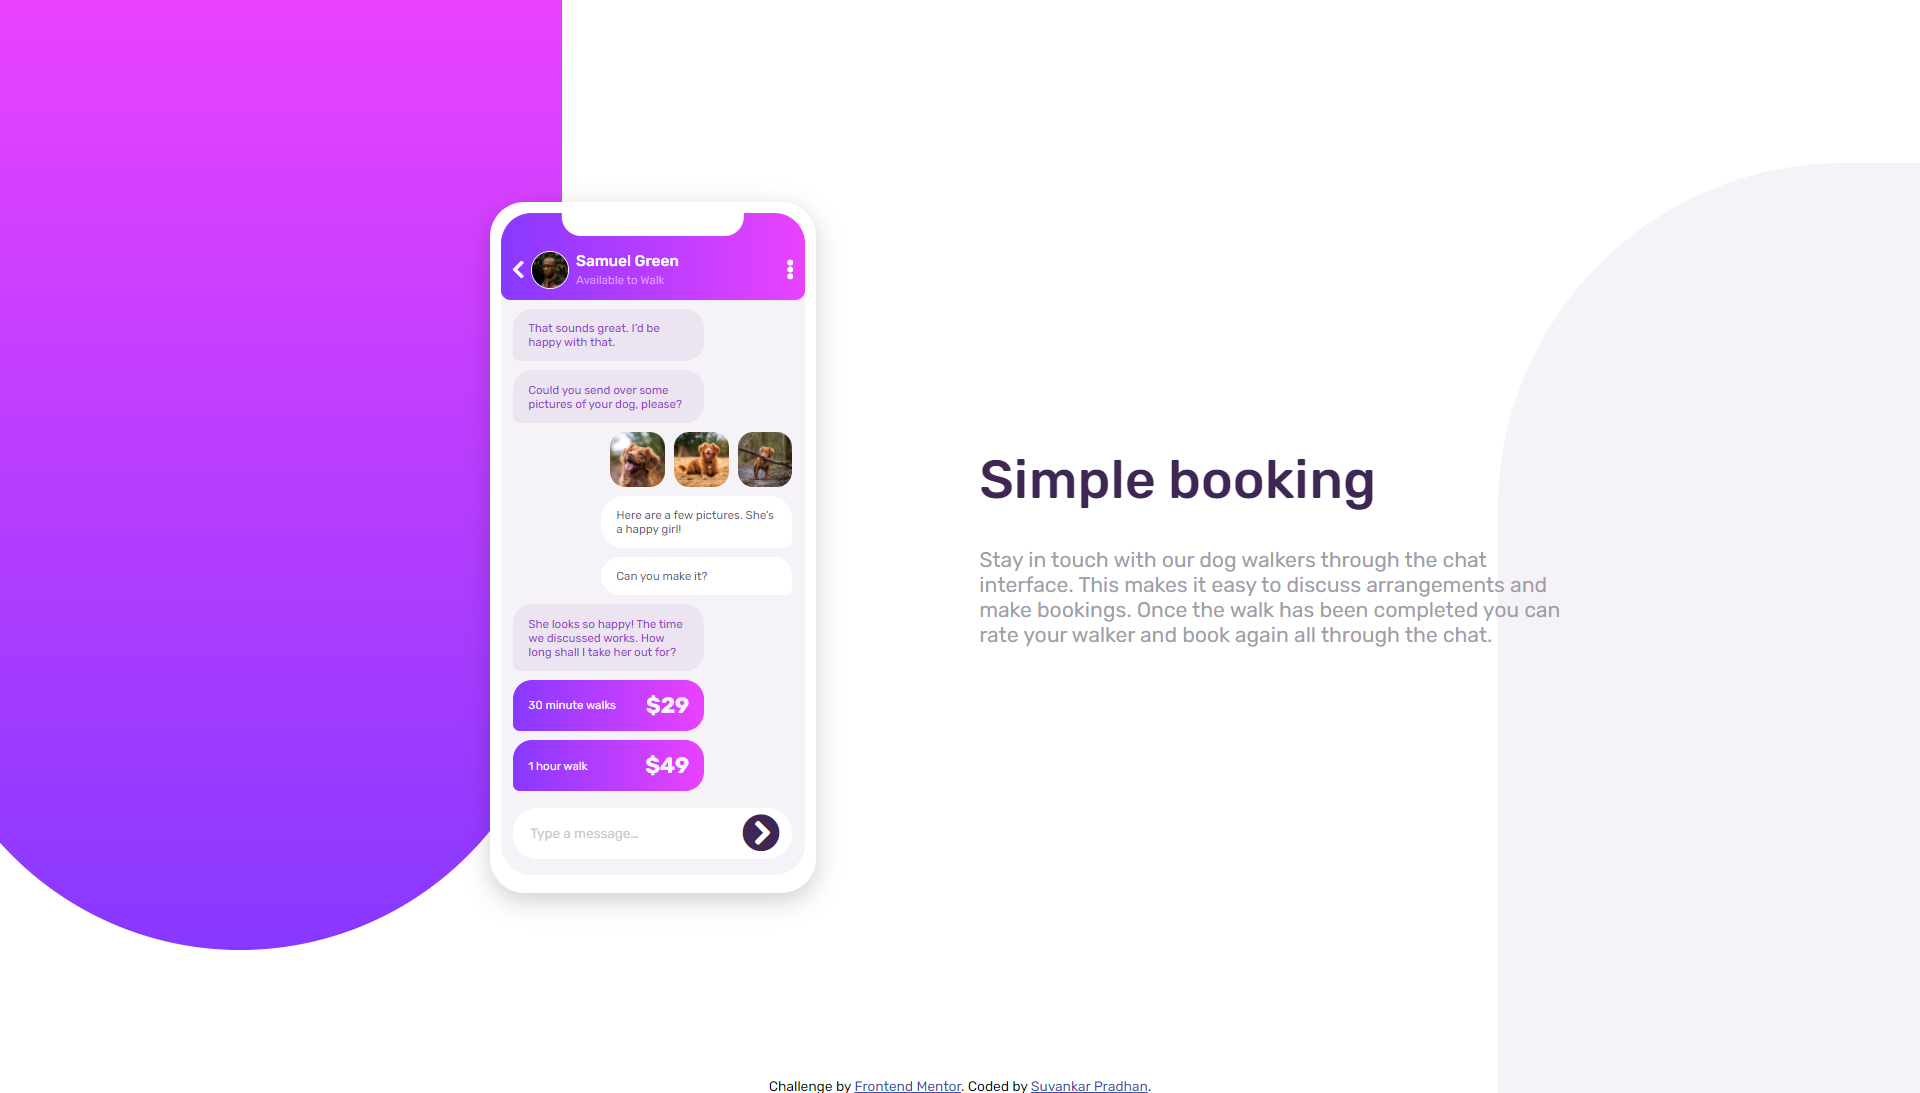 Samuel Green
Available to Walk
That sounds great. I’d be
happy with that.
Could you send over some
pictures of your dog, please?
Here are a few pictures. She’s
a happy girl!
Can you make it?
She looks so happy! The time
we discussed works. How
long shall I take her out for?
30 minute walks $29
1 hour walk $49
Type a message…
Simple booking
Stay in touch with our dog walkers through the chat
interface. This makes it easy to discuss arrangements and
make bookings. Once the walk has been completed you can
rate your walker and book again all through the chat.
Challenge by Frontend Mentor. Coded by Suvankar Pradhan.